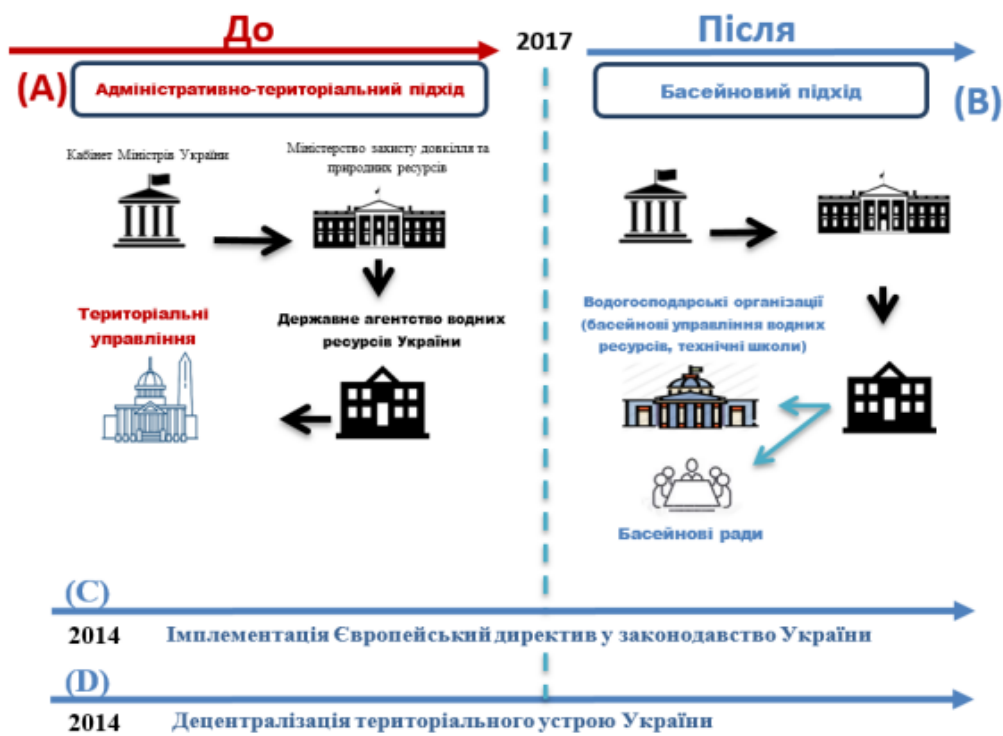 До
2017
Після
(A)
Адміністративно-територіальний підхід
Басейновий підхід
(B)
Кабінет Міністрів України
Міністерство захисту довкілля та
природних ресурсів
Територіальні
управління
Державне агентство водних
ресурсів України
Водогосподарські організації
(басейнові управління водних
ресурсів, технічні школи)
Басейнові ради
(C)
2014 Імплементація Європейський директив у законодавство України
(D)
2014 Децентралізація територіального устрою України